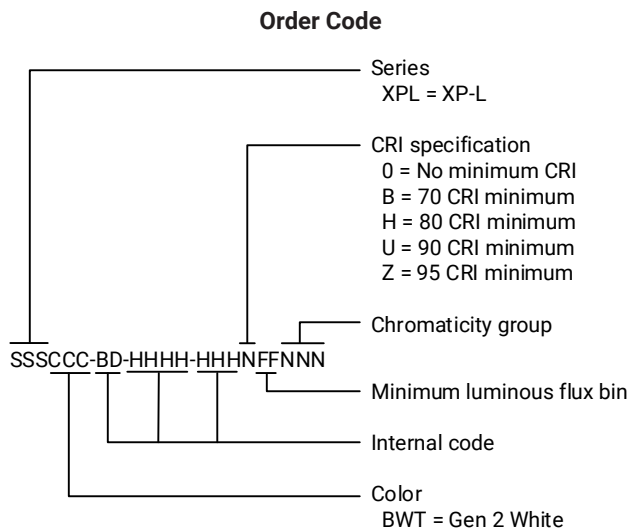 Order Code
Series
XPL = XP-L
CRI specification
0 = No minimum CRI
B = 70 CRI minimum
H = 80 CRI minimum
U = 90 CRI minimum
Z = 95 CRI minimum
Chromaticity group
SSSCCC-BD-HHHH-HHHNFFNNN
Minimum luminous flux bin
Internal code
Color
BWT = Gen 2 White